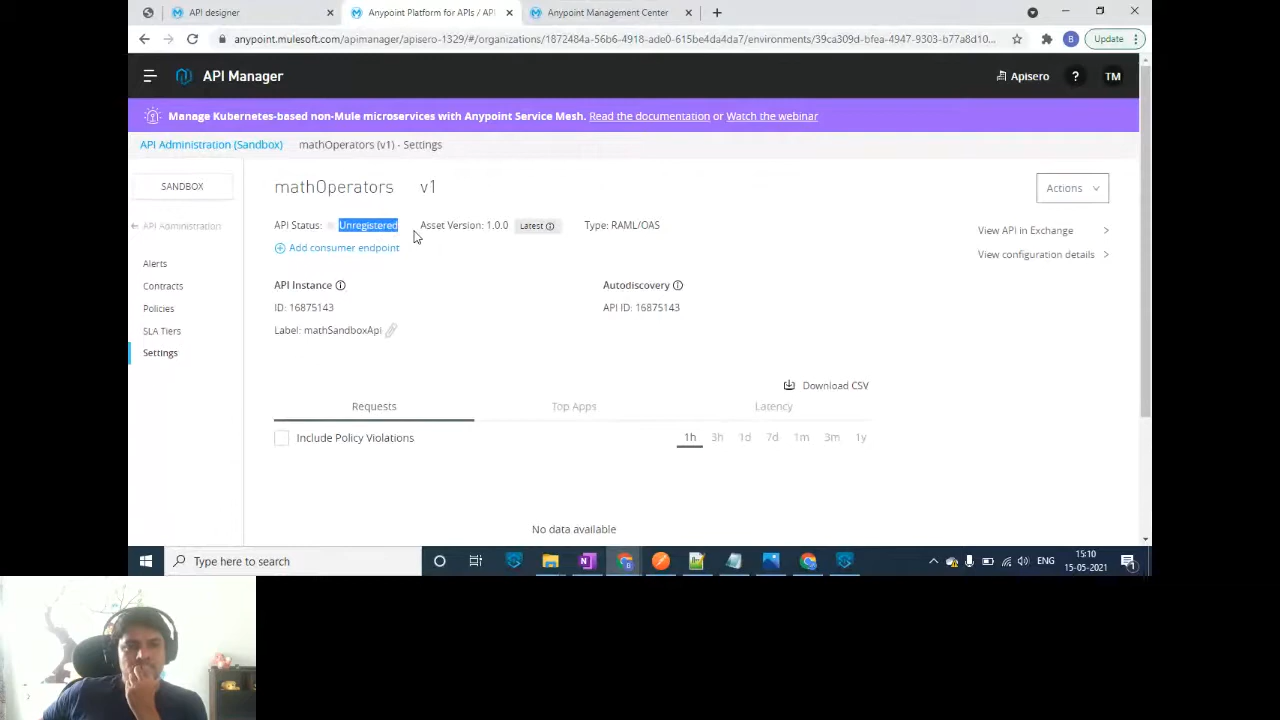 API designer
Anypoint Platform for APIs / API
Anypoint Management Center
anypoint.mulesoft.com/apimanager/apisero-1329/#/organizations/1872484a-56b6-4918-ade0-615be4da4da7/environments/39ca309d-bfea-4947-9303-b77a8d10...
B
Update
API Manager
Apisero
?
TM
Manage Kubernetes-based non-Mule microservices with Anypoint Service Mesh. Read the documentation or Watch the webinar
API Administration (Sandbox)
mathOperators (v1) - Settings
SANDBOX
API Administration
Alerts
Contracts
Policies
SLA Tiers
Settings
mathOperators v1
Actions
API Status: Unregistered
Asset Version: 1.0.0 Latest
Type: RAML/OAS
Add consumer endpoint
View API in Exchange
View configuration details
API Instance
ID: 16875143
Label: mathSandboxApi
Autodiscovery
API ID: 16875143
Download CSV
Requests
Top Apps
Latency
Include Policy Violations
1h 3h 1d 7d 1m 3m 1y
No data available
Type here to search
ENG
15:10
15-05-2021